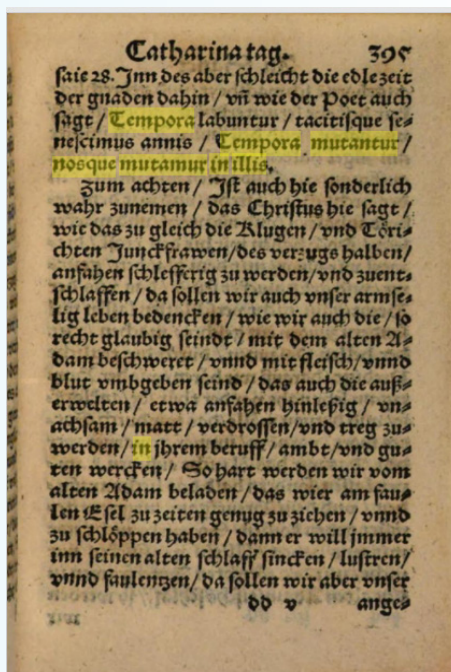 Catharina tag. 395
saie 28. Inn des aber schleicht die edle zeit
der gnaden dahin / vñ wie der Poet auch
sagt / Tempora labuntur / tacitisque se⸗
nescimus annis / Tempora mutantur /
nosque mutamur in illis.
Zum achten / Ist auch hie sonderlich
wahr zunemen / das Christus hie sagt /
wie das zu gleich die Klugen / vnd Töri⸗
chten Junckfrawen / des verzugs halben /
anfahen schlefferig zu werden / vnd zuent⸗
schlaffen / da sollen wir auch vnser armse⸗
lig leben bedencken / wie wir auch die / so
recht glaubig seindt / mit dem alten A⸗
dam beschweret / vnnd mit fleisch / vnnd
blut vmbgeben seind / das auch die auß⸗
erwelten / etwa anfahen hinleßig / vn⸗
achsam / matt / verdrossen / vnd treg zu⸗
werden / in jhrem beruff / ambt / vnd gu⸗
ten wercken / So hart werden wir vom
alten Adam beladen / das wier am fau⸗
len Esel zu zeiten genug zu ziehen / vnnd
zu schlöppen haben / dann er will jmmer
inn seinen alten schlaff sincken / lustren /
vnnd faulentzen / da sollen wir aber vnser
dd v ange⸗